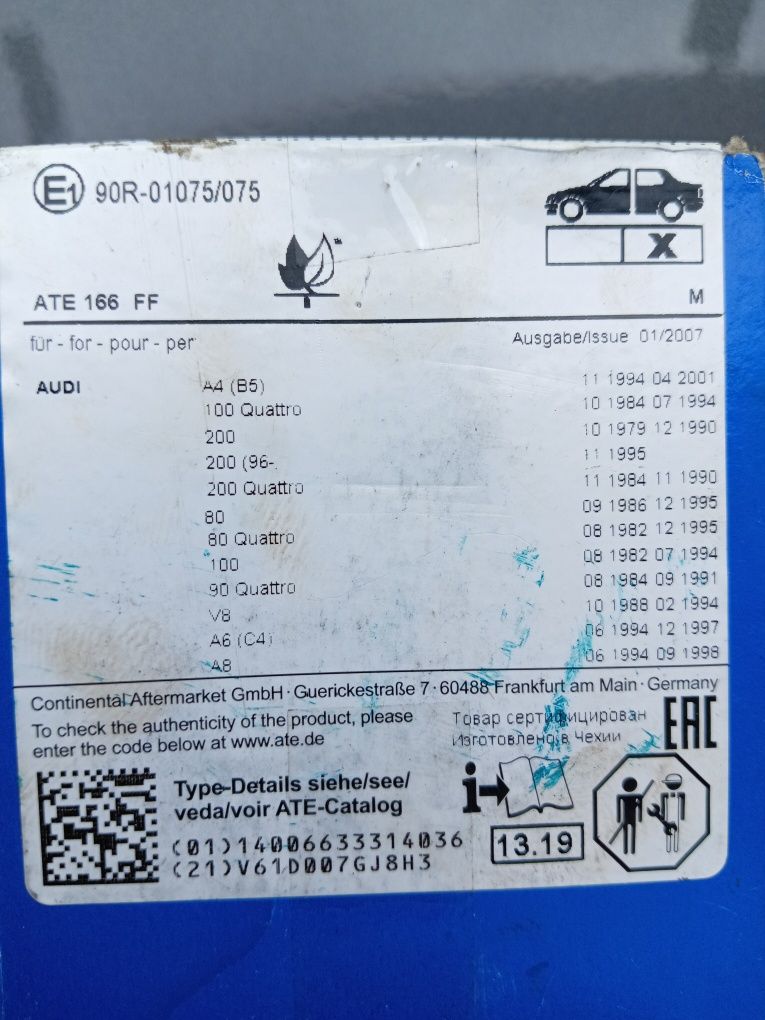 E1 90R-01075/075
X
ATE 166 FF M
für - for - pour - per Ausgabe/Issue 01/2007
AUDI A4 (B5) 11 1994 04 2001
100 Quattro 10 1984 07 1994
200 10 1979 12 1990
200 (96-. 11 1995
200 Quattro 11 1984 11 1990
80 09 1986 12 1995
80 Quattro 08 1982 12 1995
100 08 1982 07 1994
90 Quattro 08 1984 09 1991
V8 10 1988 02 1994
A6 (C4) 06 1994 12 1997
A8 06 1994 09 1998
Continental Aftermarket GmbH · Guerickestraße 7 · 60488 Frankfurt am Main · Germany
To check the authenticity of the product, please
enter the code below at www.ate.de
Товар сертифицирован
Изготовлено в Чехии
EAC
Type-Details siehe/see/
veda/voir ATE-Catalog
(01)14006633314036
(21)V61D007GJ8H3
i
13.19